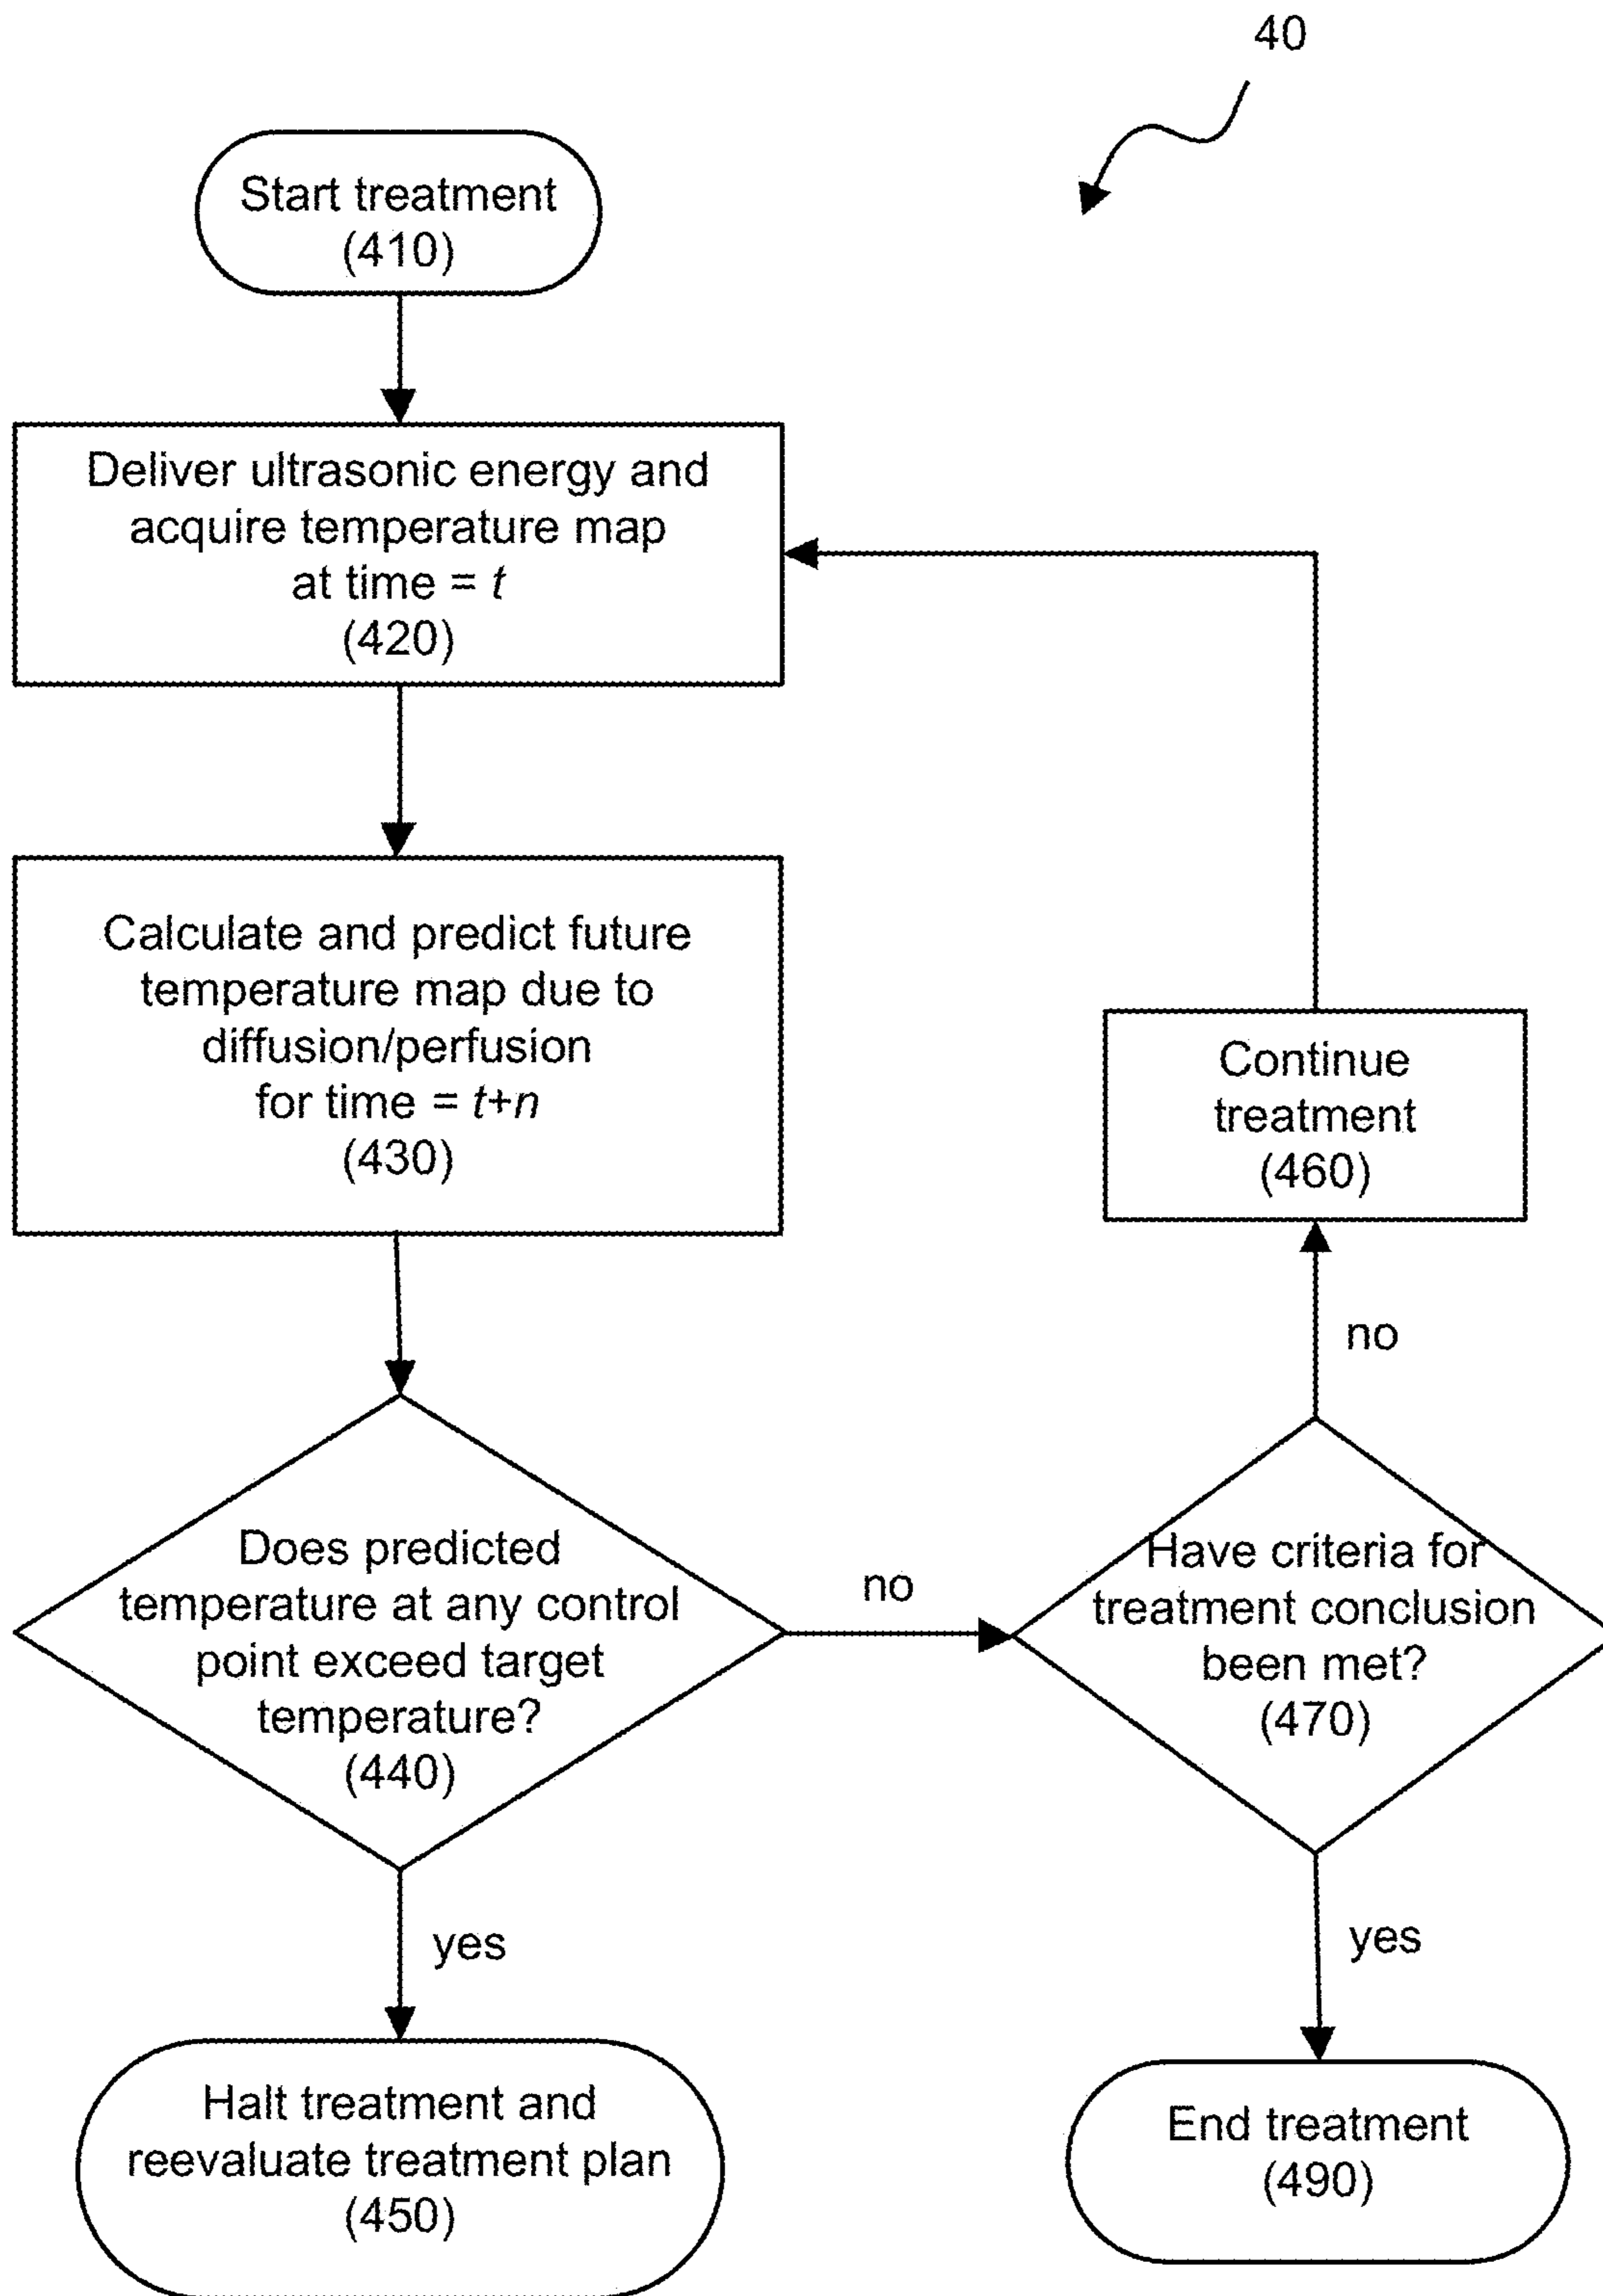 40
Start treatment
(410)
Deliver ultrasonic energy and
acquire temperature map
at time = t
(420)
Calculate and predict future
temperature map due to
diffusion/perfusion
for time = t+n
(430)
Continue
treatment
(460)
no
Does predicted
temperature at any control
point exceed target
temperature?
(440)
no
Have criteria for
treatment conclusion
been met?
(470)
yes
yes
Halt treatment and
reevaluate treatment plan
(450)
End treatment
(490)